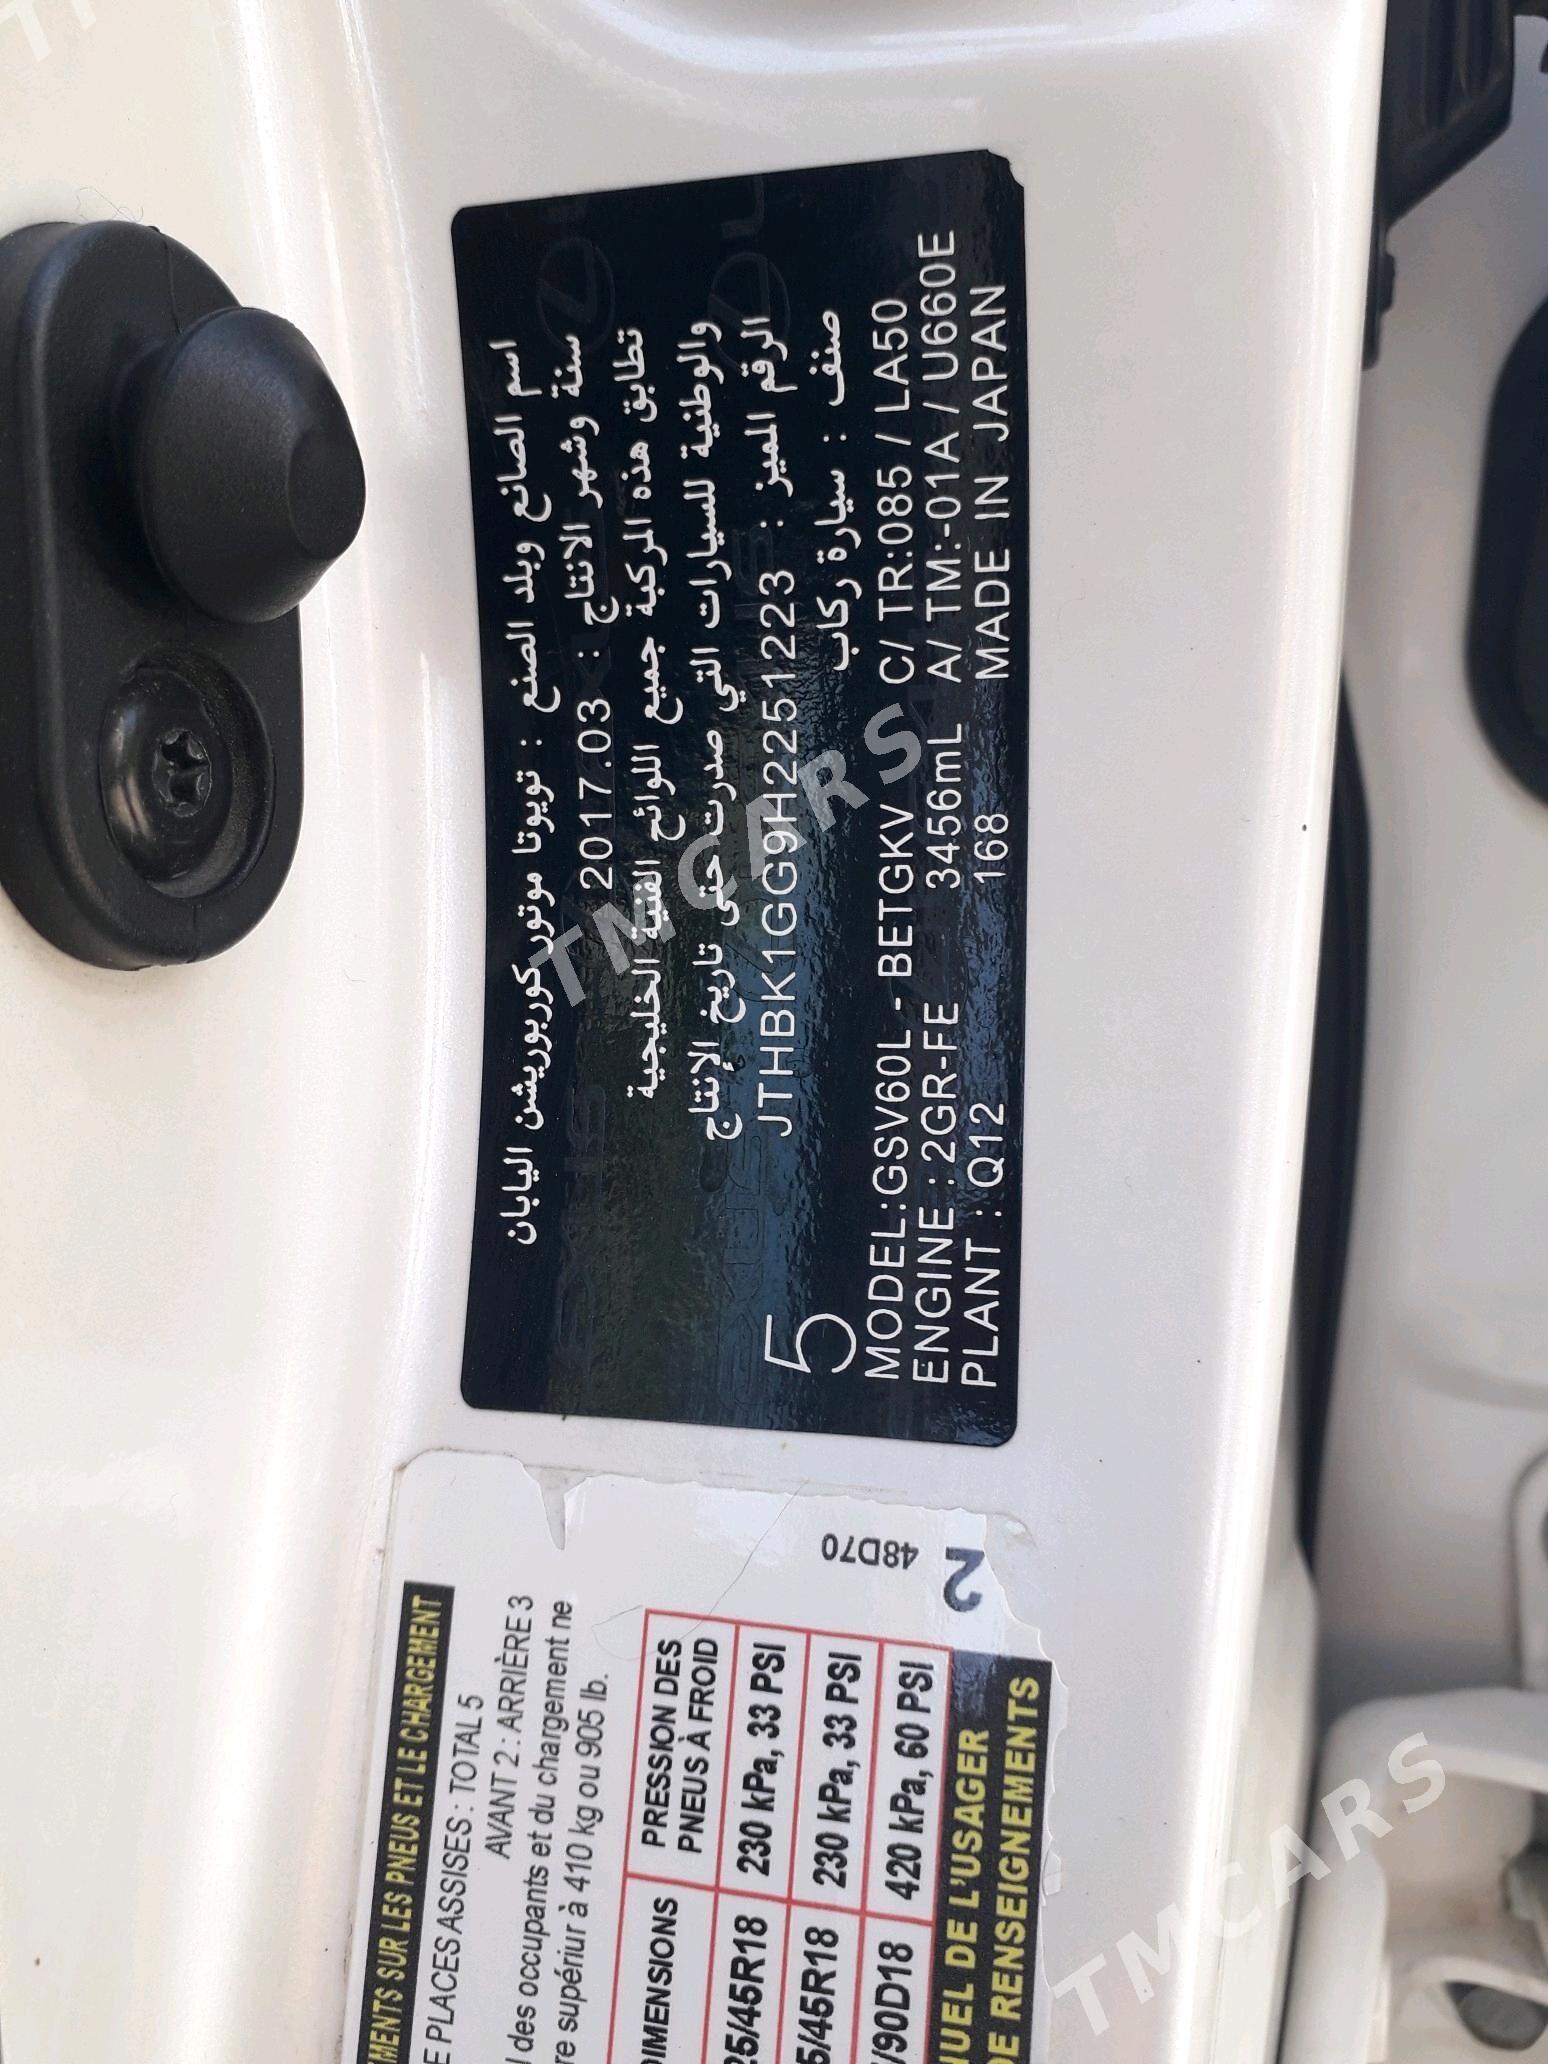 اسم الصانع وبلد الصنع : تويوتا موتور كوربوريشن اليابان
سنة وشهر الانتاج : 2017.03
تطابق هذه المركبة جميع اللوائح الفنية الخليجية
والوطنية للسيارات التي صدرت حتى تاريخ الإنتاج
الرقم المميز : JTHBK1GG9H2251223
صنف : سيارة ركاب
5
MODEL:GSV60L - BETGKV C/TR:085 / LA50
ENGINE : 2GR-FE 3456mL A/TM:-01A / U660E
PLANT : Q12 168 MADE IN JAPAN
SUR LES PNEUS ET LE CHARGEMENT
PLACES ASSISES : TOTAL 5
AVANT 2 : ARRIÈRE 3
des occupants et du chargement ne
supériiur à 410 kg ou 905 lb.
DIMENSIONS PRESSION DES PNEUS À FROID
5/45R18 230 kPa, 33 PSI
5/45R18 230 kPa, 33 PSI
/90D18 420 kPa, 60 PSI
DE L'USAGER
DE RENSEIGNEMENTS
48D70
2
TMCARS
TMCARS